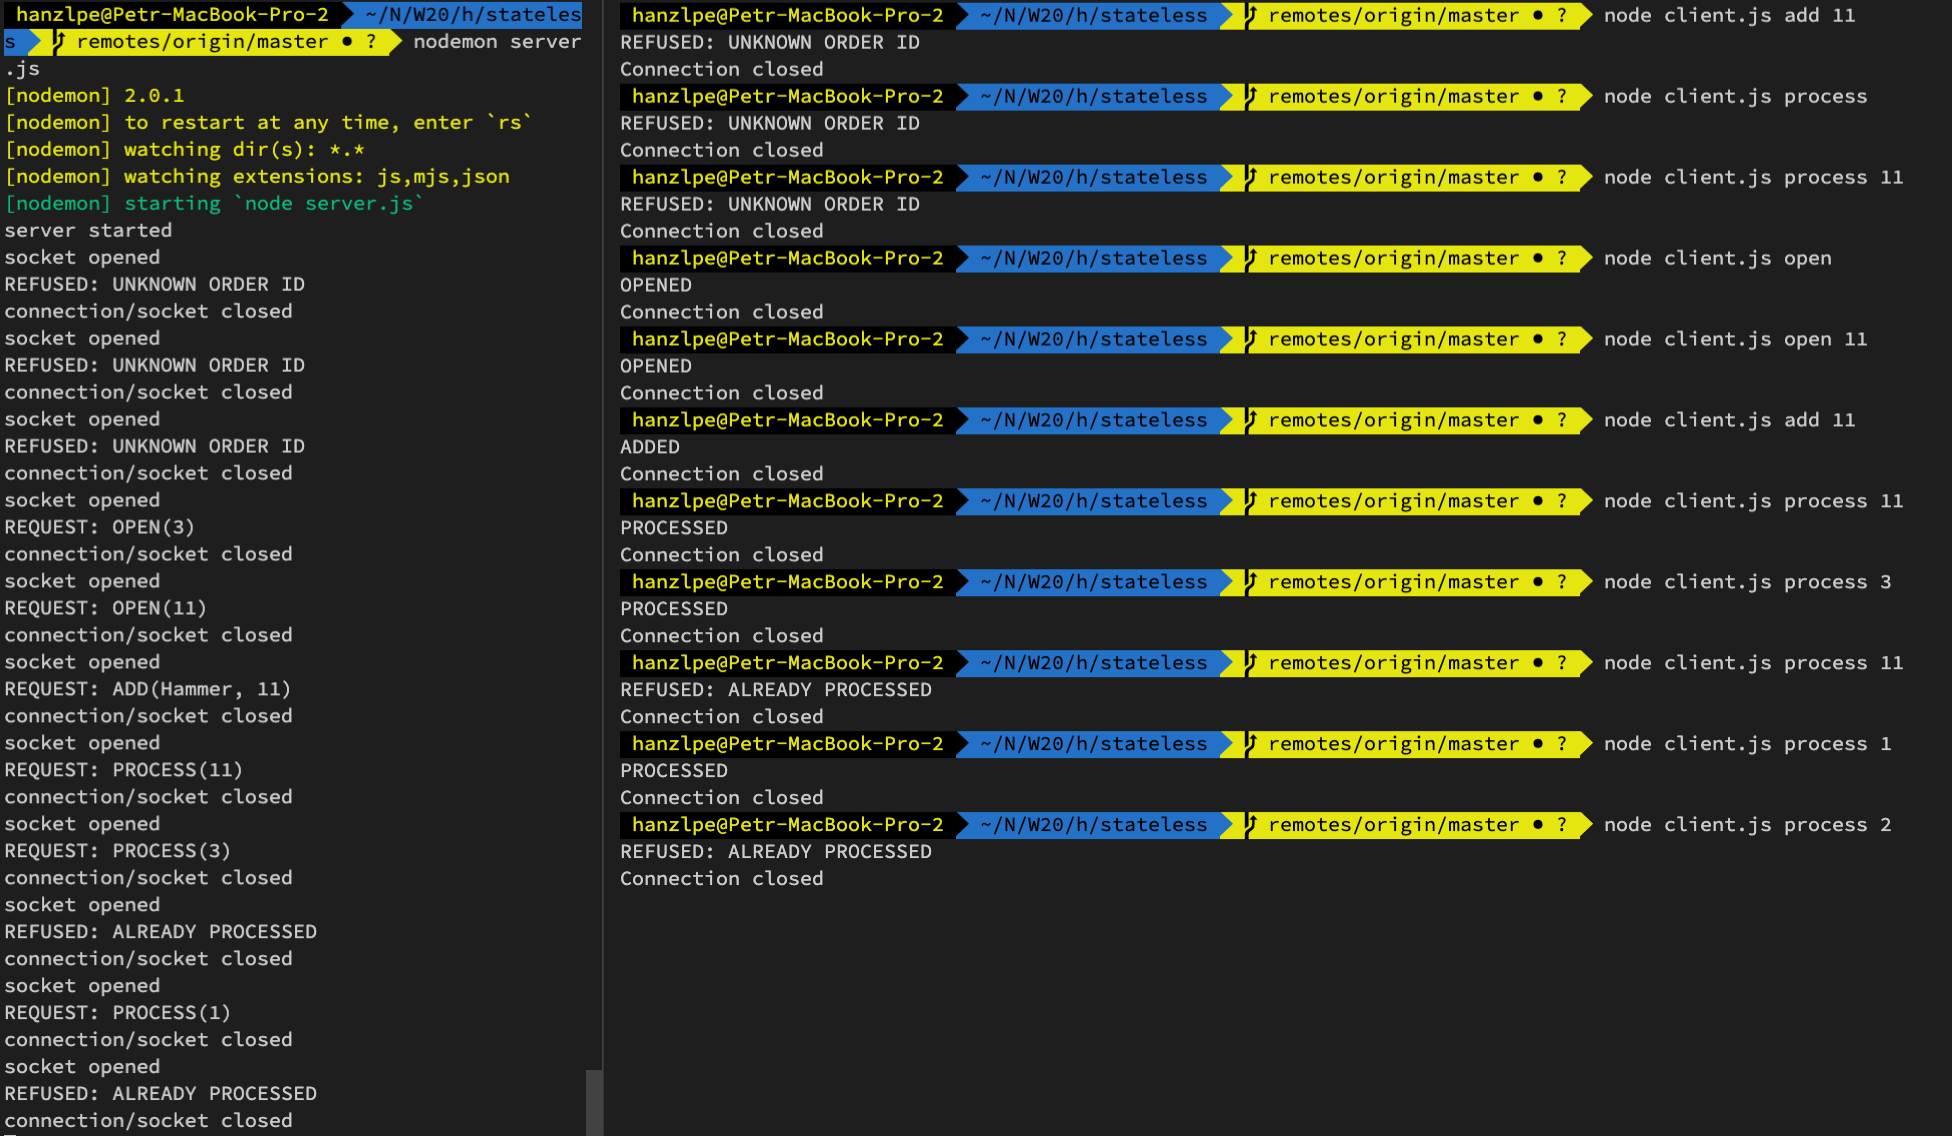 hanzlpe@Petr-MacBook-Pro-2 ~/N/W20/h/stateles
s remotes/origin/master ● ? nodemon server
.js
[nodemon] 2.0.1
[nodemon] to restart at any time, enter `rs`
[nodemon] watching dir(s): *.*
[nodemon] watching extensions: js,mjs,json
[nodemon] starting `node server.js`
server started
socket opened
REFUSED: UNKNOWN ORDER ID
connection/socket closed
socket opened
REFUSED: UNKNOWN ORDER ID
connection/socket closed
socket opened
REFUSED: UNKNOWN ORDER ID
connection/socket closed
socket opened
REQUEST: OPEN(3)
connection/socket closed
socket opened
REQUEST: OPEN(11)
connection/socket closed
socket opened
REQUEST: ADD(Hammer, 11)
connection/socket closed
socket opened
REQUEST: PROCESS(11)
connection/socket closed
socket opened
REQUEST: PROCESS(3)
connection/socket closed
socket opened
REFUSED: ALREADY PROCESSED
connection/socket closed
socket opened
REQUEST: PROCESS(1)
connection/socket closed
socket opened
REFUSED: ALREADY PROCESSED
connection/socket closed
hanzlpe@Petr-MacBook-Pro-2 ~/N/W20/h/stateless remotes/origin/master ● ? node client.js add 11
REFUSED: UNKNOWN ORDER ID
Connection closed
hanzlpe@Petr-MacBook-Pro-2 ~/N/W20/h/stateless remotes/origin/master ● ? node client.js process
REFUSED: UNKNOWN ORDER ID
Connection closed
hanzlpe@Petr-MacBook-Pro-2 ~/N/W20/h/stateless remotes/origin/master ● ? node client.js process 11
REFUSED: UNKNOWN ORDER ID
Connection closed
hanzlpe@Petr-MacBook-Pro-2 ~/N/W20/h/stateless remotes/origin/master ● ? node client.js open
OPENED
Connection closed
hanzlpe@Petr-MacBook-Pro-2 ~/N/W20/h/stateless remotes/origin/master ● ? node client.js open 11
OPENED
Connection closed
hanzlpe@Petr-MacBook-Pro-2 ~/N/W20/h/stateless remotes/origin/master ● ? node client.js add 11
ADDED
Connection closed
hanzlpe@Petr-MacBook-Pro-2 ~/N/W20/h/stateless remotes/origin/master ● ? node client.js process 11
PROCESSED
Connection closed
hanzlpe@Petr-MacBook-Pro-2 ~/N/W20/h/stateless remotes/origin/master ● ? node client.js process 3
PROCESSED
Connection closed
hanzlpe@Petr-MacBook-Pro-2 ~/N/W20/h/stateless remotes/origin/master ● ? node client.js process 11
REFUSED: ALREADY PROCESSED
Connection closed
hanzlpe@Petr-MacBook-Pro-2 ~/N/W20/h/stateless remotes/origin/master ● ? node client.js process 1
PROCESSED
Connection closed
hanzlpe@Petr-MacBook-Pro-2 ~/N/W20/h/stateless remotes/origin/master ● ? node client.js process 2
REFUSED: ALREADY PROCESSED
Connection closed